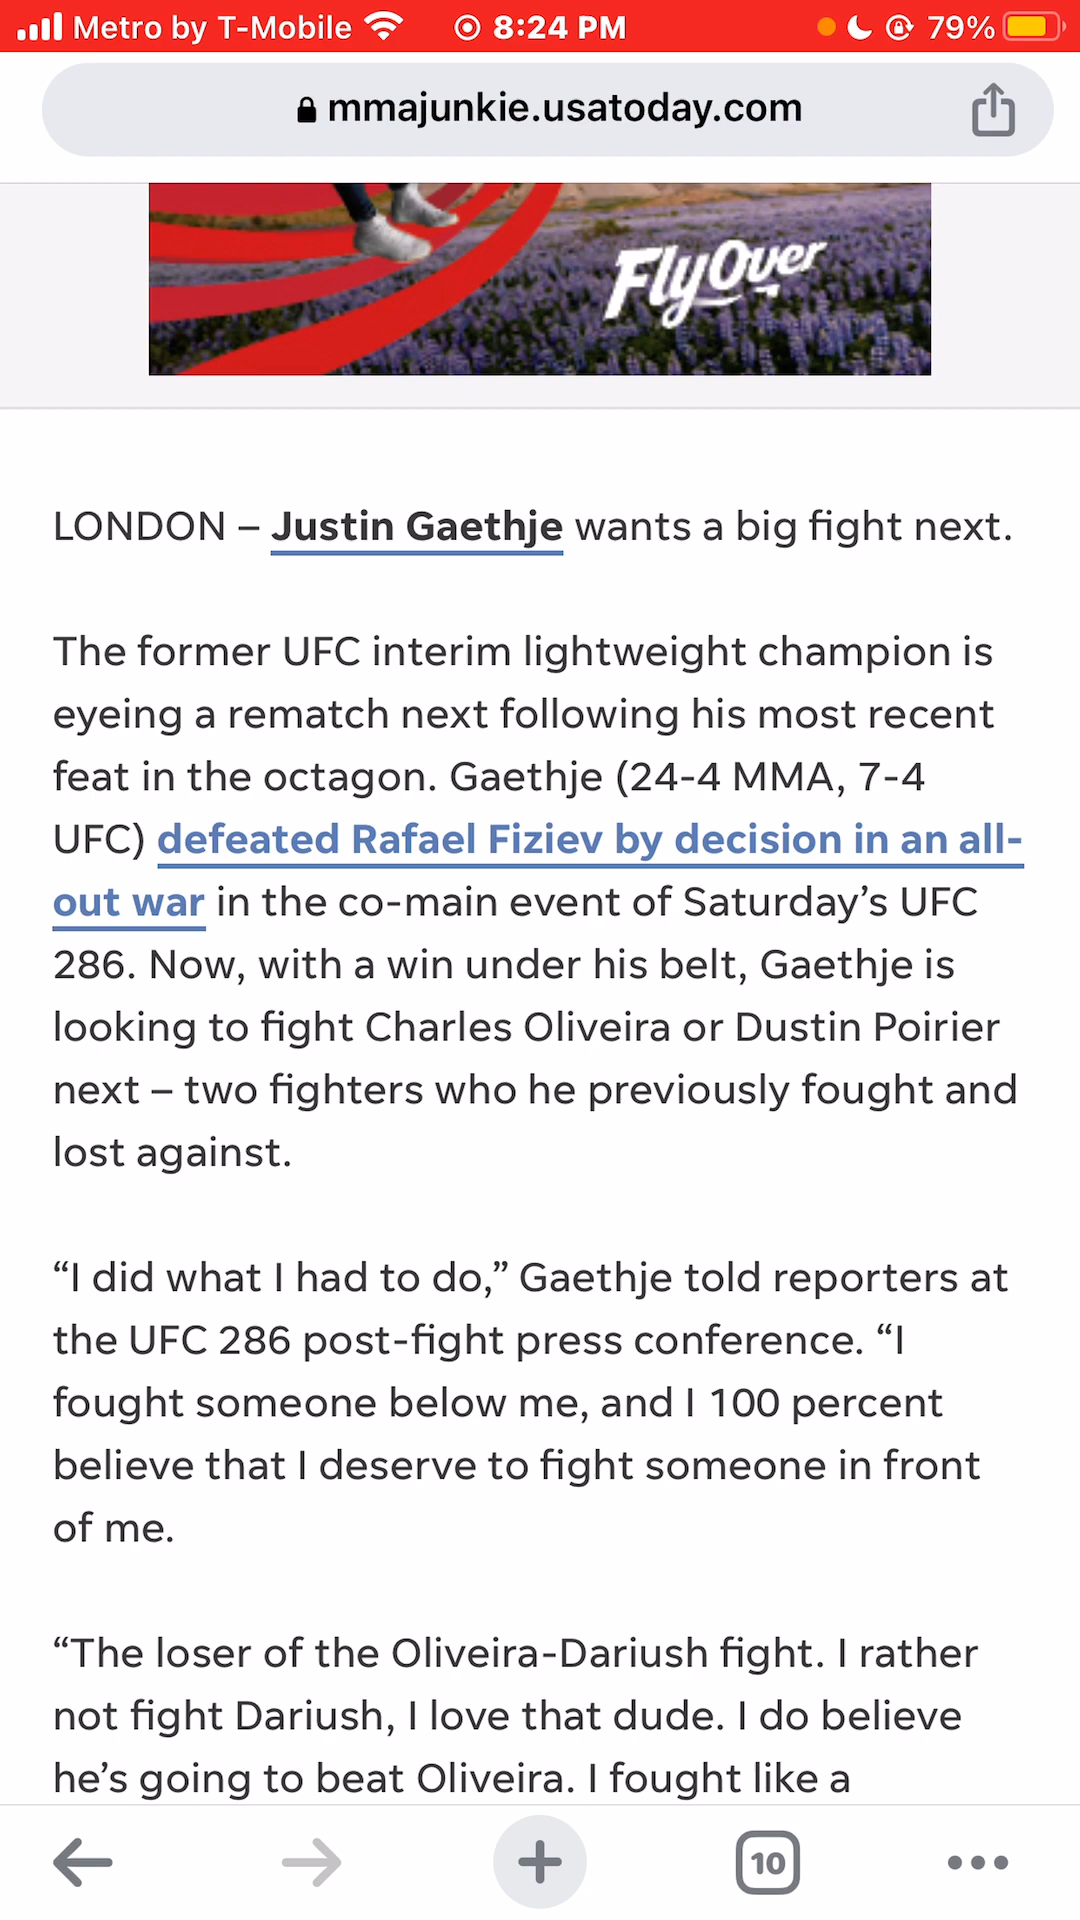 Metro by T-Mobile 8:24 PM 79%
mmajunkie.usatoday.com
FlyOver
LONDON – Justin Gaethje wants a big fight next.
The former UFC interim lightweight champion is
eyeing a rematch next following his most recent
feat in the octagon. Gaethje (24-4 MMA, 7-4
UFC) defeated Rafael Fiziev by decision in an all-
out war in the co-main event of Saturday’s UFC
286. Now, with a win under his belt, Gaethje is
looking to fight Charles Oliveira or Dustin Poirier
next – two fighters who he previously fought and
lost against.
“I did what I had to do,” Gaethje told reporters at
the UFC 286 post-fight press conference. “I
fought someone below me, and I 100 percent
believe that I deserve to fight someone in front
of me.
“The loser of the Oliveira-Dariush fight. I rather
not fight Dariush, I love that dude. I do believe
he’s going to beat Oliveira. I fought like a
10